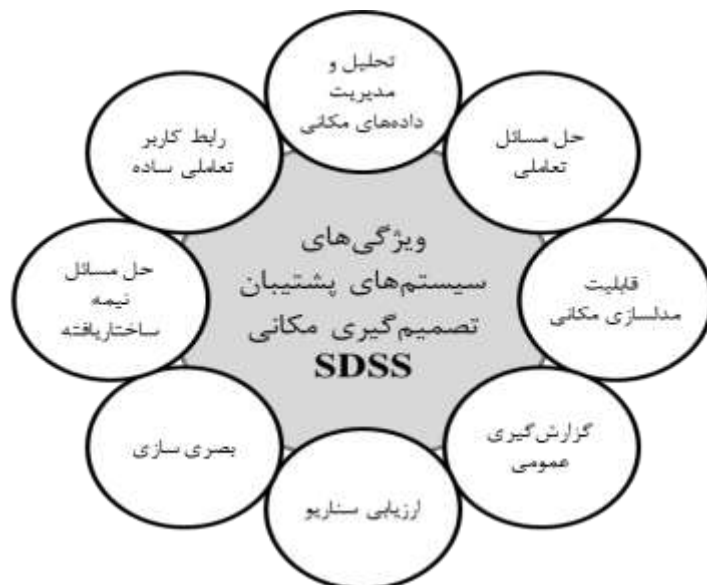 ویژگی‌های
سیستم‌های پشتیبان
تصمیم‌گیری مکانی
SDSS
تحلیل و
مدیریت
داده‌های مکانی
حل مسائل
تعاملی
قابلیت
مدلسازی مکانی
گزارش‌گیری
عمومی
ارزیابی سناریو
بصری سازی
حل مسائل
نیمه
ساختاریافته
رابط کاربر
تعاملی ساده